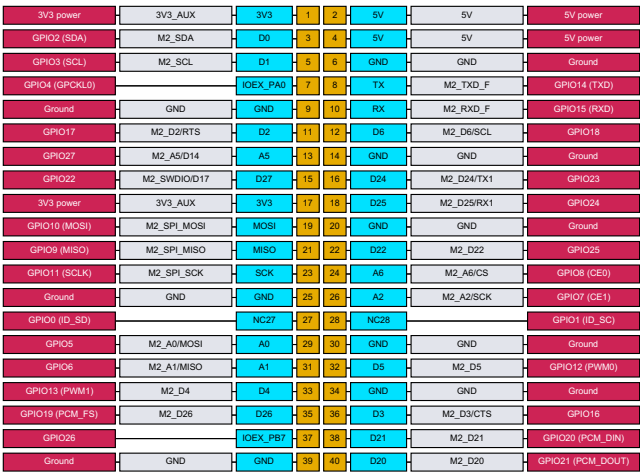 3V3 power 3V3_AUX 3V3 1 2 5V 5V 5V power
GPIO2 (SDA) M2_SDA D0 3 4 5V 5V 5V power
GPIO3 (SCL) M2_SCL D1 5 6 GND GND Ground
GPIO4 (GPCKL0) IOEX_PA0 7 8 TX M2_TXD_F GPIO14 (TXD)
Ground GND GND 9 10 RX M2_RXD_F GPIO15 (RXD)
GPIO17 M2_D2/RTS D2 11 12 D6 M2_D6/SCL GPIO18
GPIO27 M2_A5/D14 A5 13 14 GND GND Ground
GPIO22 M2_SWDIO/D17 D27 15 16 D24 M2_D24/TX1 GPIO23
3V3 power 3V3_AUX 3V3 17 18 D25 M2_D25/RX1 GPIO24
GPIO10 (MOSI) M2_SPI_MOSI MOSI 19 20 GND GND Ground
GPIO9 (MISO) M2_SPI_MISO MISO 21 22 D22 M2_D22 GPIO25
GPIO11 (SCLK) M2_SPI_SCK SCK 23 24 A6 M2_A6/CS GPIO8 (CE0)
Ground GND GND 25 26 A2 M2_A2/SCK GPIO7 (CE1)
GPIO0 (ID_SD) NC27 27 28 NC28 GPIO1 (ID_SC)
GPIO5 M2_A0/MOSI A0 29 30 GND GND Ground
GPIO6 M2_A1/MISO A1 31 32 D5 M2_D5 GPIO12 (PWM0)
GPIO13 (PWM1) M2_D4 D4 33 34 GND GND Ground
GPIO19 (PCM_FS) M2_D26 D26 35 36 D3 M2_D3/CTS GPIO16
GPIO26 IOEX_PB7 37 38 D21 M2_D21 GPIO20 (PCM_DIN)
Ground GND GND 39 40 D20 M2_D20 GPIO21 (PCM_DOUT)